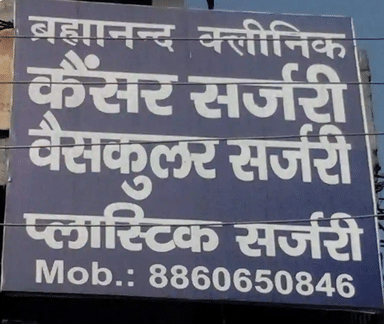 ब्रह्मानन्द क्लीनिक
कैंसर सर्जरी
वैसकुलर सर्जरी
प्लास्टिक सर्जरी
Mob.: 8860650846